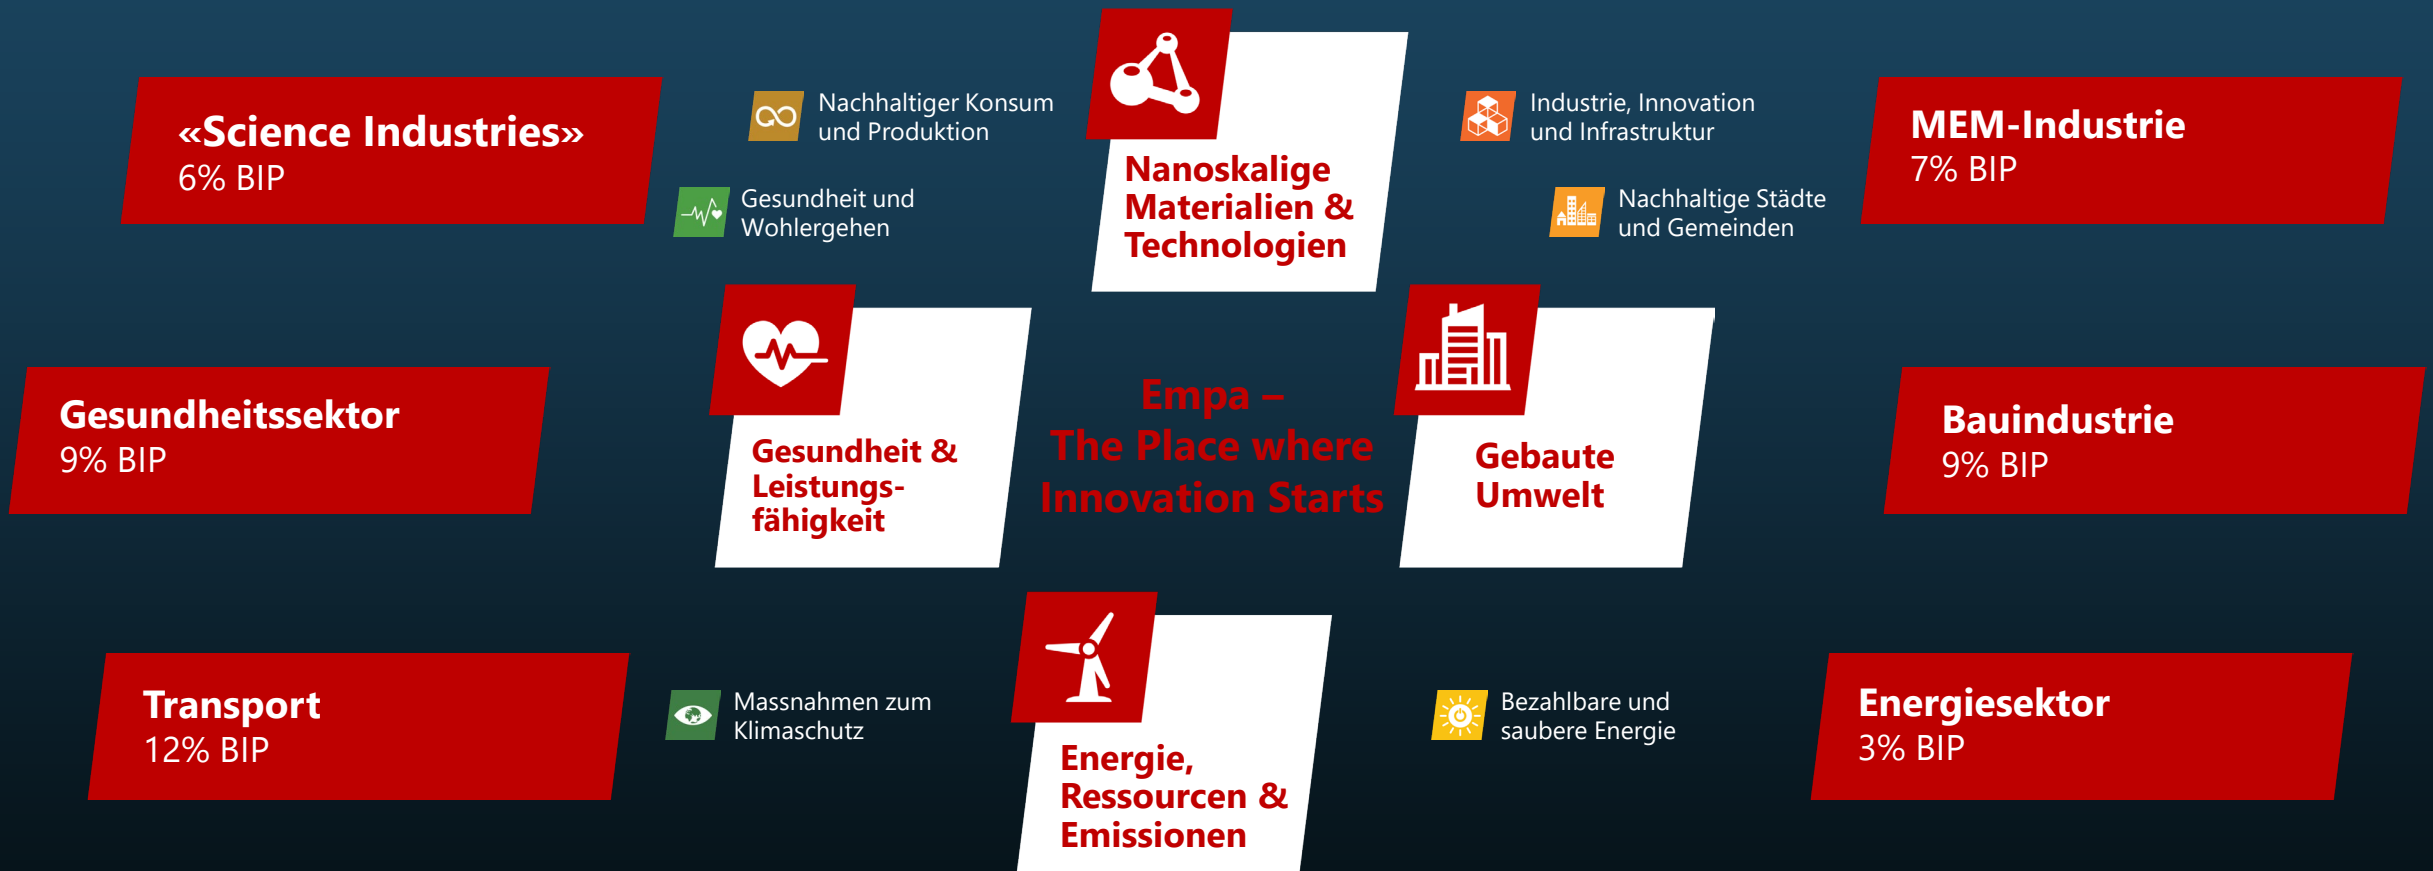 «Science Industries»
6% BIP
Nachhaltiger Konsum
und Produktion
Gesundheit und
Wohlergehen
Nanoskalige
Materialien &
Technologien
Industrie, Innovation
und Infrastruktur
Nachhaltige Städte
und Gemeinden
MEM-Industrie
7% BIP
Gesundheitssektor
9% BIP
Gesundheit &
Leistungs-
fähigkeit
Empa –
The Place where
Innovation Starts
Gebaute
Umwelt
Bauindustrie
9% BIP
Transport
12% BIP
Massnahmen zum
Klimaschutz
Energie,
Ressourcen &
Emissionen
Bezahlbare und
saubere Energie
Energiesektor
3% BIP